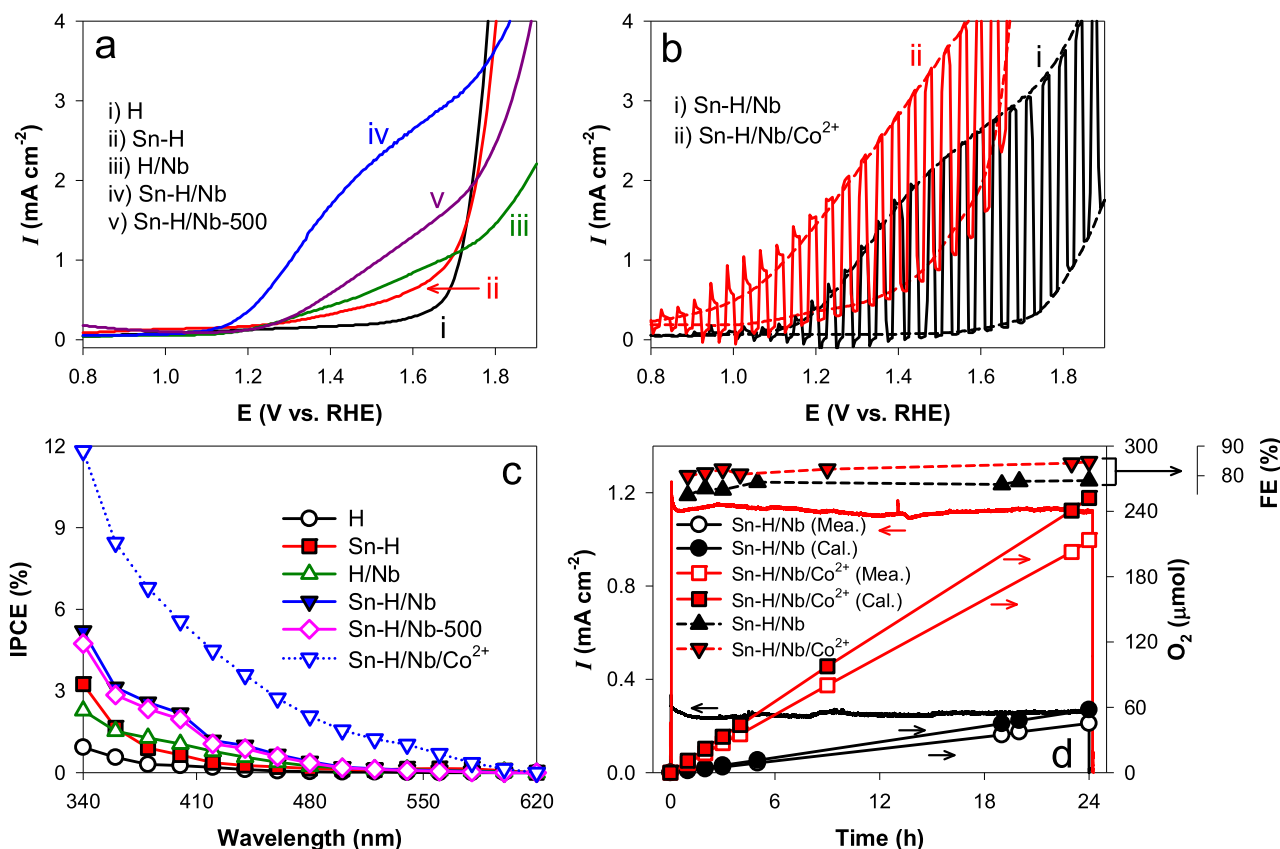 a
i) H
ii) Sn-H
iii) H/Nb
iv) Sn-H/Nb
v) Sn-H/Nb-500
iv
v
iii
ii
i
4
3
2
1
0
I (mA cm-2)
0.8 1.0 1.2 1.4 1.6 1.8
E (V vs. RHE)
b
ii
i
i) Sn-H/Nb
ii) Sn-H/Nb/Co2+
4
3
2
1
0
I (mA cm-2)
0.8 1.0 1.2 1.4 1.6 1.8
E (V vs. RHE)
c
H
Sn-H
H/Nb
Sn-H/Nb
Sn-H/Nb-500
Sn-H/Nb/Co2+
12
9
6
3
0
IPCE (%)
340 410 480 550 620
Wavelength (nm)
Sn-H/Nb (Mea.)
Sn-H/Nb (Cal.)
Sn-H/Nb/Co2+ (Mea.)
Sn-H/Nb/Co2+ (Cal.)
Sn-H/Nb
Sn-H/Nb/Co2+
d
1.2
0.8
0.4
0.0
I (mA cm-2)
0 6 12 18 24
Time (h)
300
240
180
120
60
0
O2 (μmol)
90
80
FE (%)